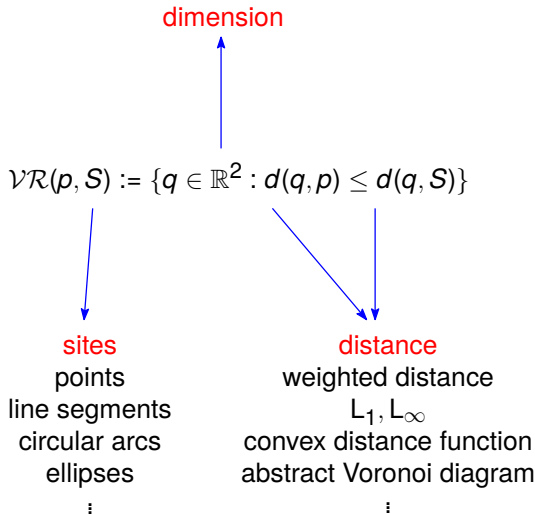 dimension
𝒱ℛ(p, S) := {q ∈ ℝ² : d(q, p) ≤ d(q, S)}
sites
points
line segments
circular arcs
ellipses
⋮
distance
weighted distance
L₁, L∞
convex distance function
abstract Voronoi diagram
⋮